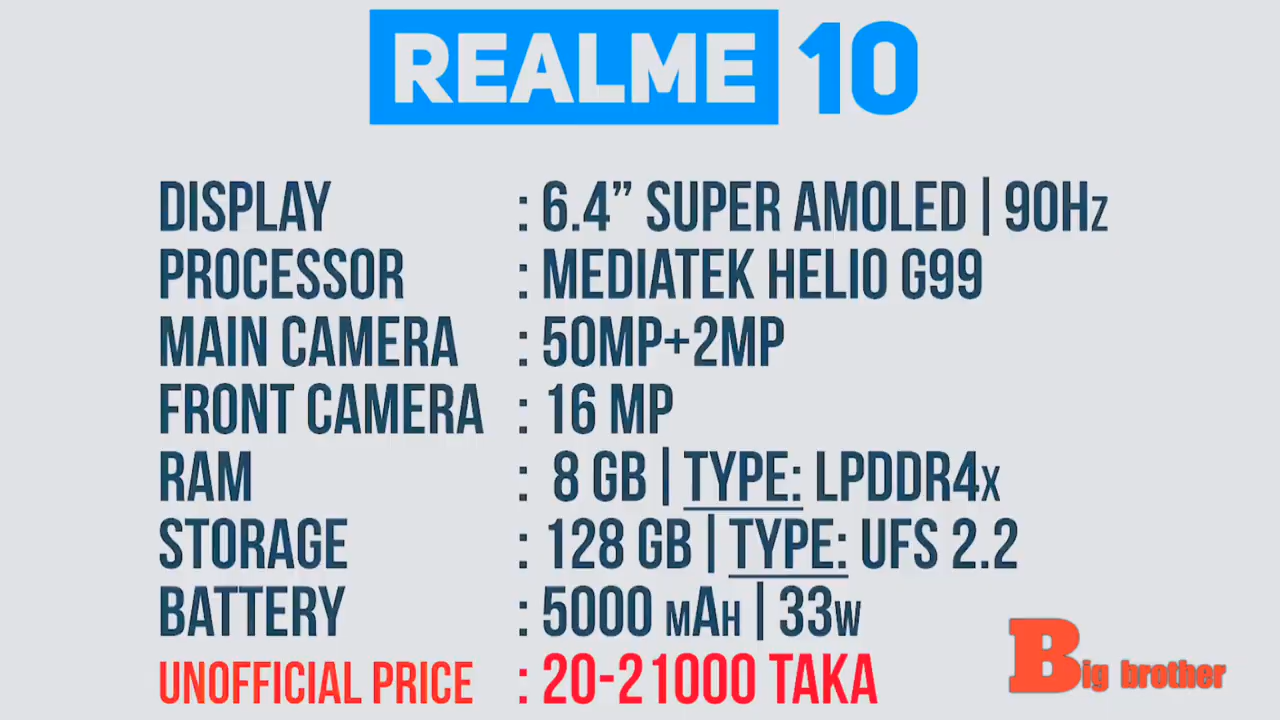 REALME 10
DISPLAY : 6.4” SUPER AMOLED | 90Hz
PROCESSOR : MEDIATEK HELIO G99
MAIN CAMERA : 50MP+2MP
FRONT CAMERA : 16 MP
RAM : 8 GB | TYPE: LPDDR4X
STORAGE : 128 GB | TYPE: UFS 2.2
BATTERY : 5000 MAH | 33W
UNOFFICIAL PRICE : 20-21000 TAKA
Big brother